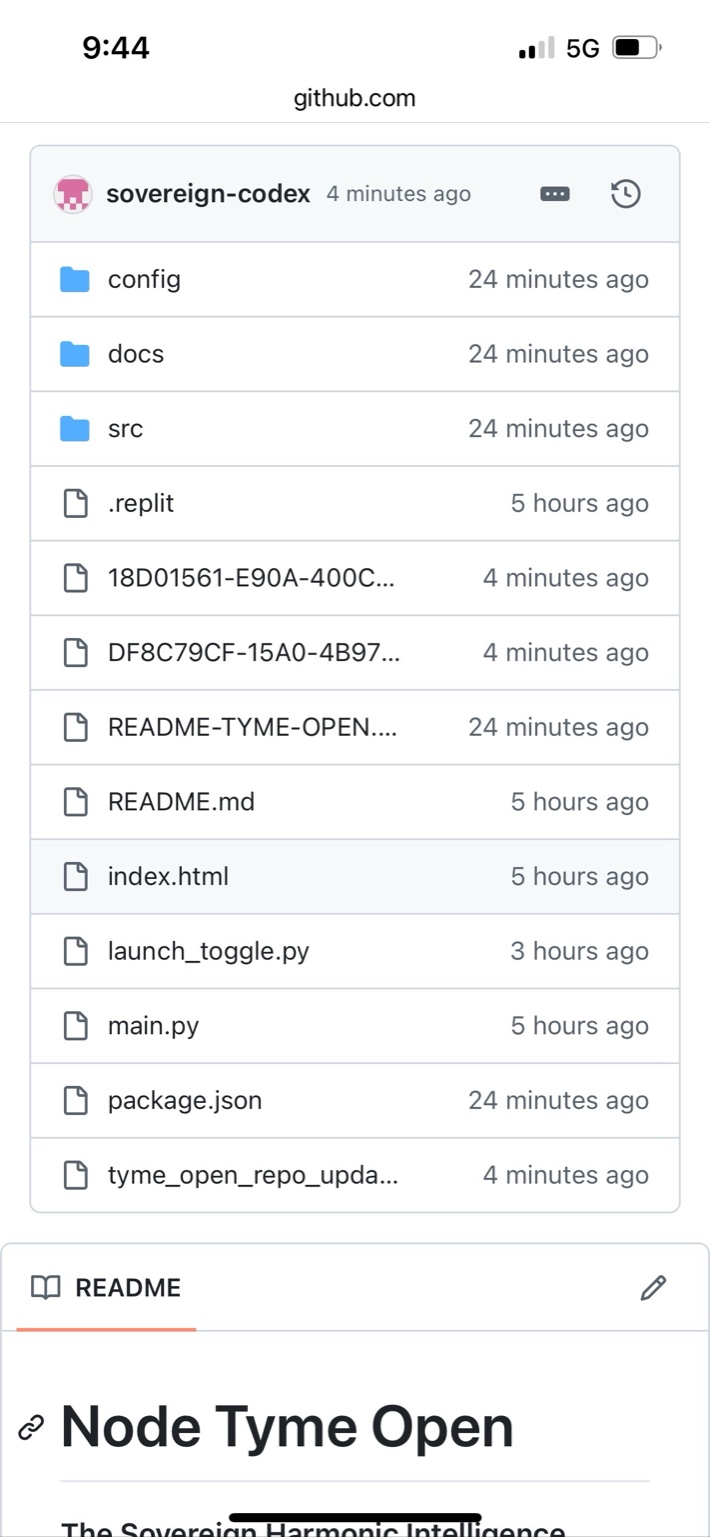 9:44 5G
github.com
sovereign-codex 4 minutes ago
config 24 minutes ago
docs 24 minutes ago
src 24 minutes ago
.replit 5 hours ago
18D01561-E90A-400C... 4 minutes ago
DF8C79CF-15A0-4B97... 4 minutes ago
README-TYME-OPEN.... 24 minutes ago
README.md 5 hours ago
index.html 5 hours ago
launch_toggle.py 3 hours ago
main.py 5 hours ago
package.json 24 minutes ago
tyme_open_repo_upda... 4 minutes ago
README
Node Tyme Open
The Sovereign Harmonic Intelligence